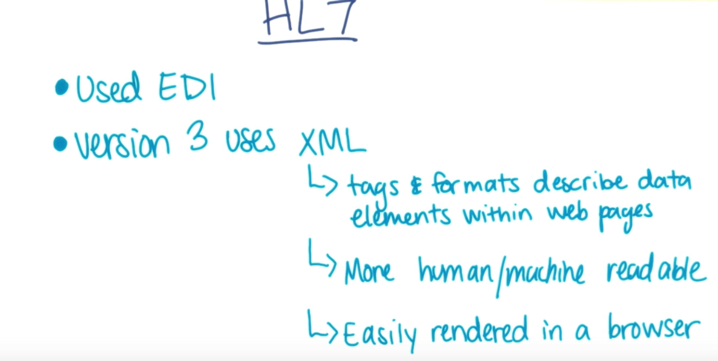 HL7
• Used EDI
• Version 3 uses XML
↳ tags & formats describe data
elements within web pages
↳ More human/machine readable
↳ Easily rendered in a browser